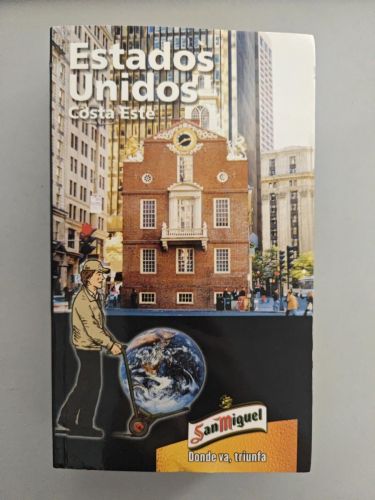 Estados
Unidos
Costa Este
San Miguel
Donde va, triunfa